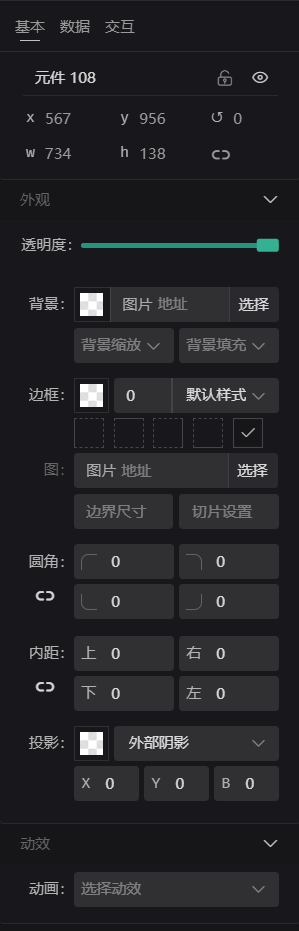 基本 数据 交互
元件 108
x 567 y 956 0
w 734 h 138
外观
透明度:
背景: 图片 地址 选择
背景缩放 背景填充
边框: 0 默认样式
图: 图片 地址 选择
边界尺寸 切片设置
圆角: 0 0
0 0
内距: 上 0 右 0
下 0 左 0
投影: 外部阴影
X 0 Y 0 B 0
动效
动画: 选择动效